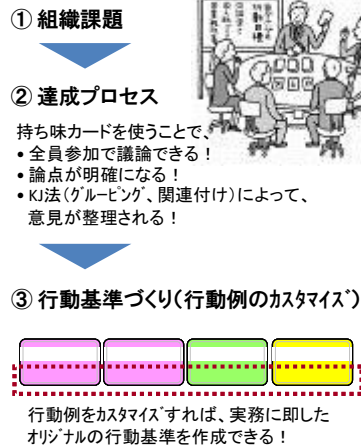 ① 組織課題
② 達成プロセス
持ち味カードを使うことで、
• 全員参加で議論できる！
• 論点が明確になる！
• KJ法（ｸﾞﾙｰﾋﾟﾝｸﾞ、関連付け）によって、
意見が整理される！
③ 行動基準づくり（行動例のｶｽﾀﾏｲｽﾞ）
行動例をｶｽﾀﾏｲｽﾞすれば、実務に即した
ｵﾘｼﾞﾅﾙの行動基準を作成できる！